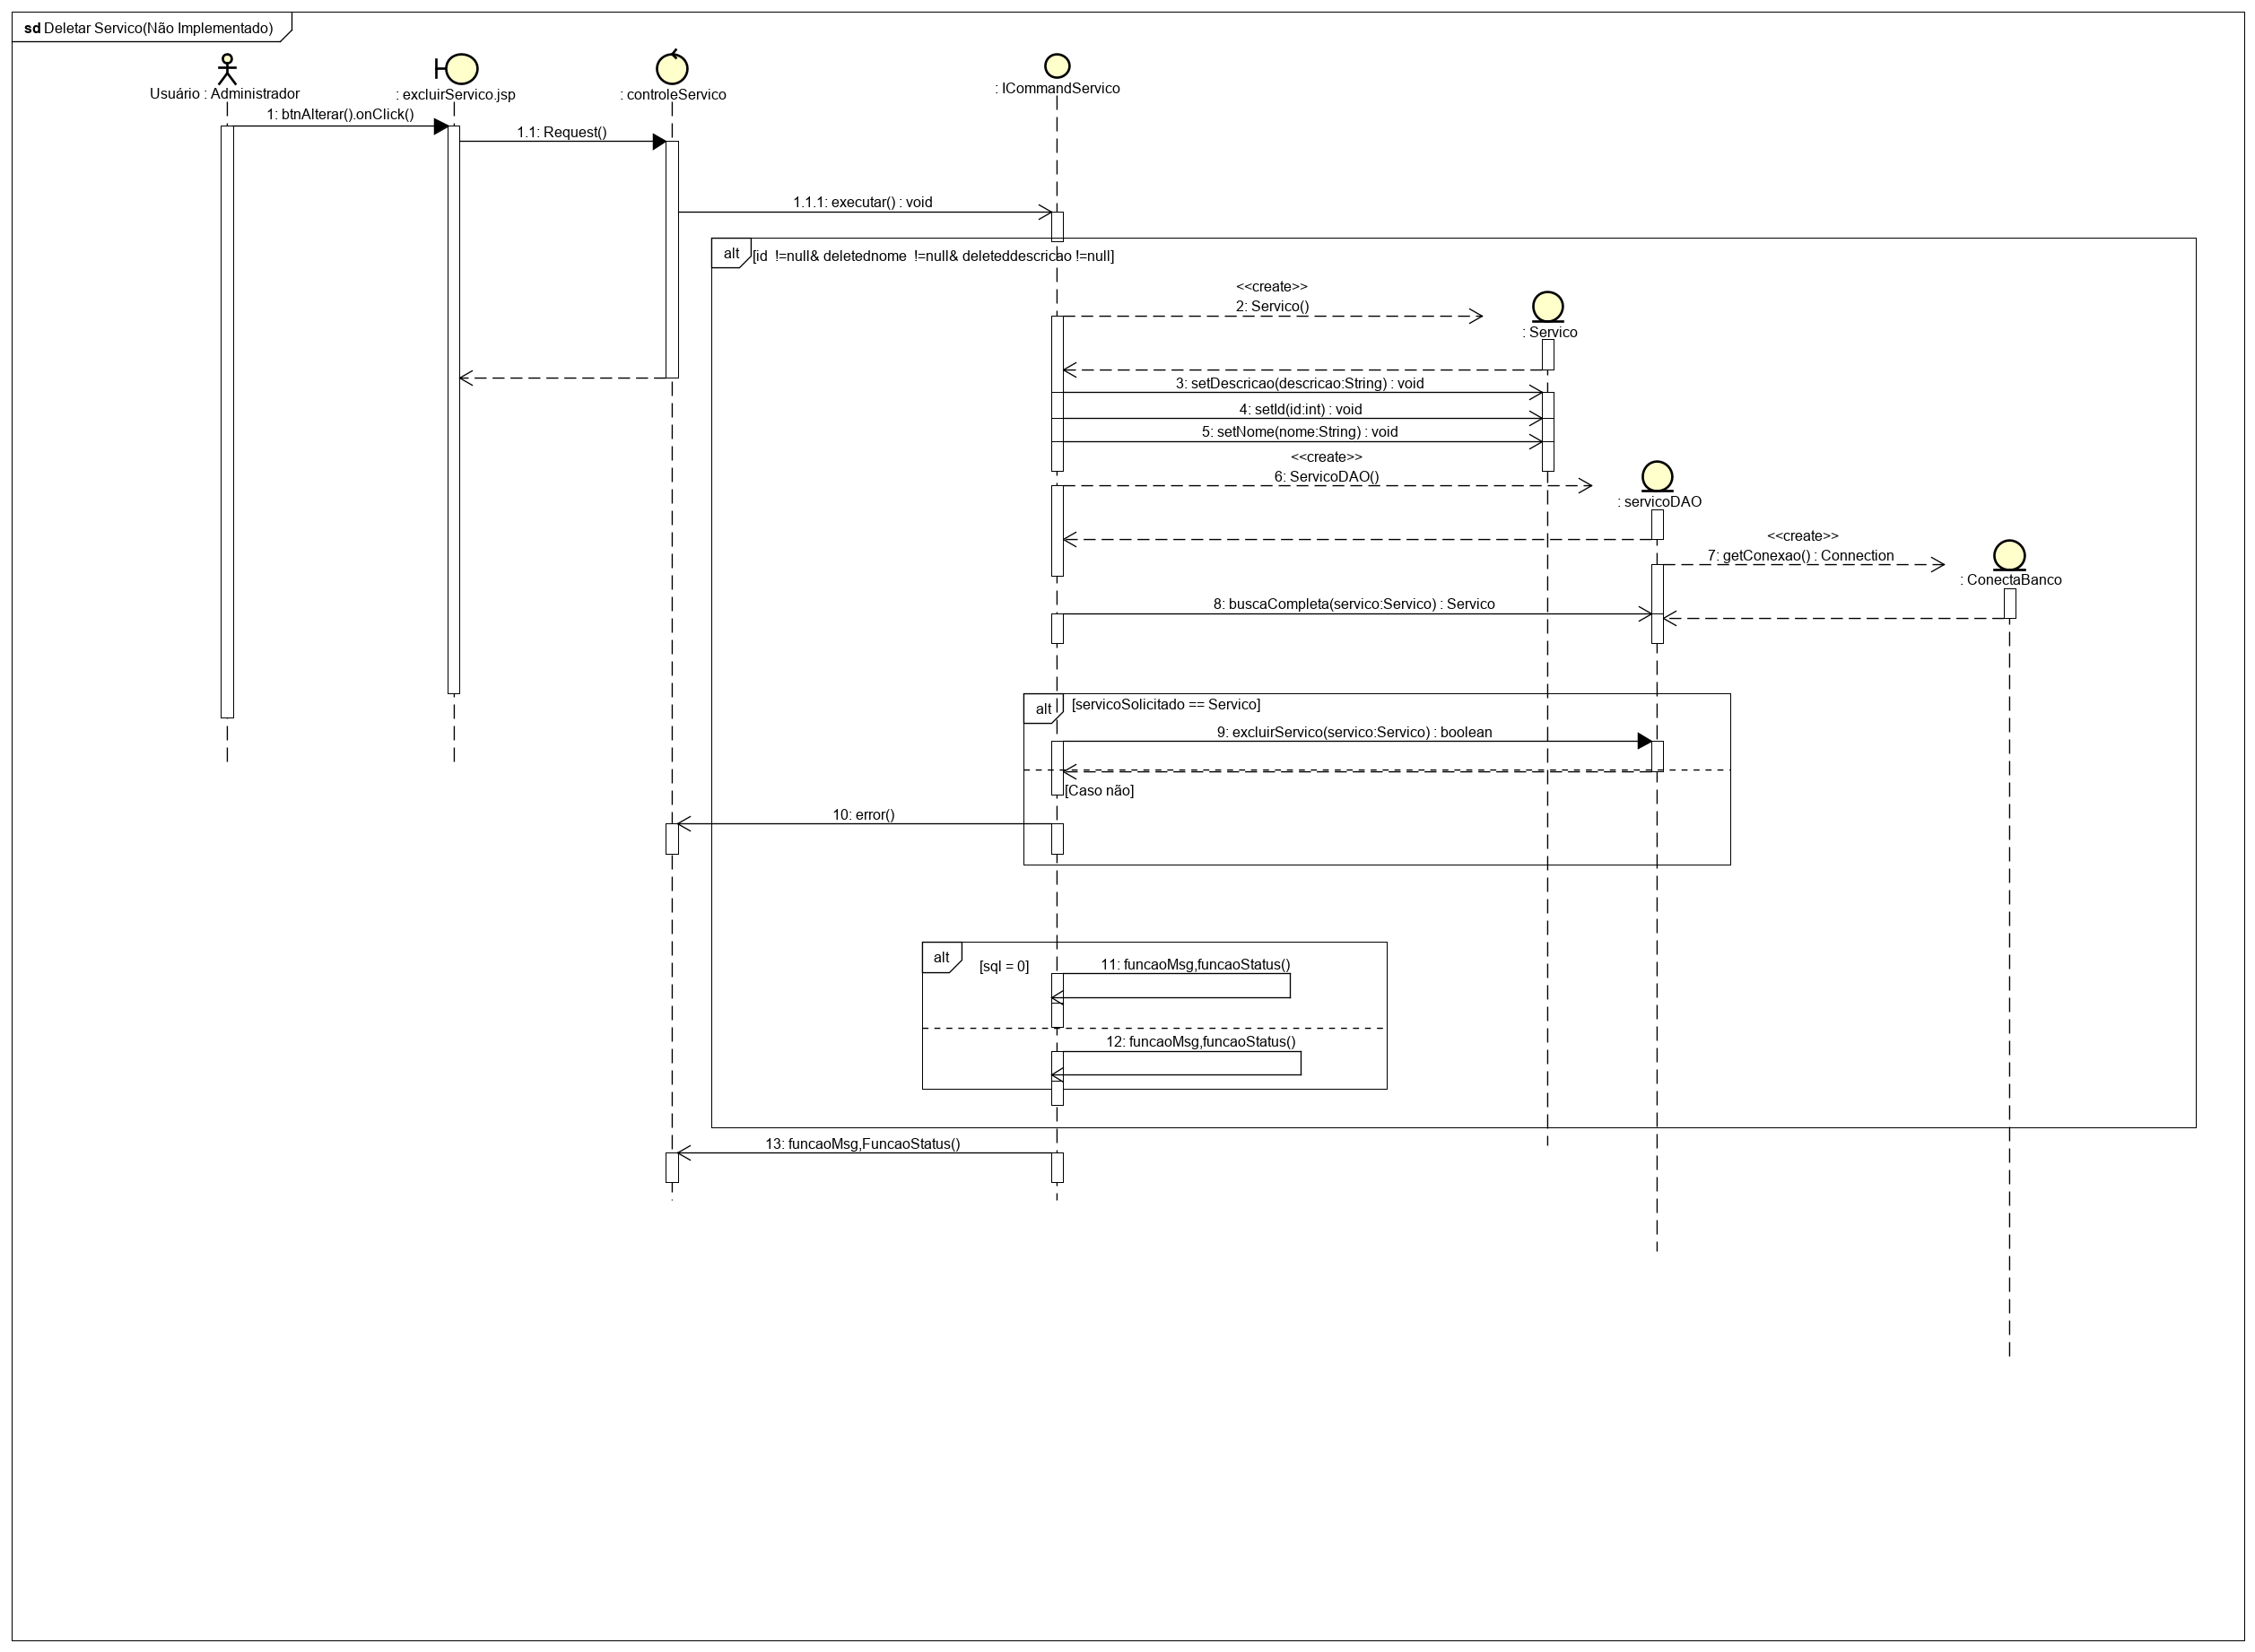 sd Deletar Servico(Não Implementado)
Usuário : Administrador
: excluirServico.jsp
: controleServico
: ICommandServico
1: btnAlterar().onClick()
1.1: Request()
1.1.1: executar() : void
alt
[id  !=null& deletednome  !=null& deleteddescricao !=null]
<<create>>
2: Servico()
: Servico
3: setDescricao(descricao:String) : void
4: setId(id:int) : void
5: setNome(nome:String) : void
<<create>>
6: ServicoDAO()
: servicoDAO
<<create>>
7: getConexao() : Connection
: ConectaBanco
8: buscaCompleta(servico:Servico) : Servico
alt
[servicoSolicitado == Servico]
9: excluirServico(servico:Servico) : boolean
[Caso não]
10: error()
alt
[sql = 0]
11: funcaoMsg,funcaoStatus()
12: funcaoMsg,funcaoStatus()
13: funcaoMsg,FuncaoStatus()